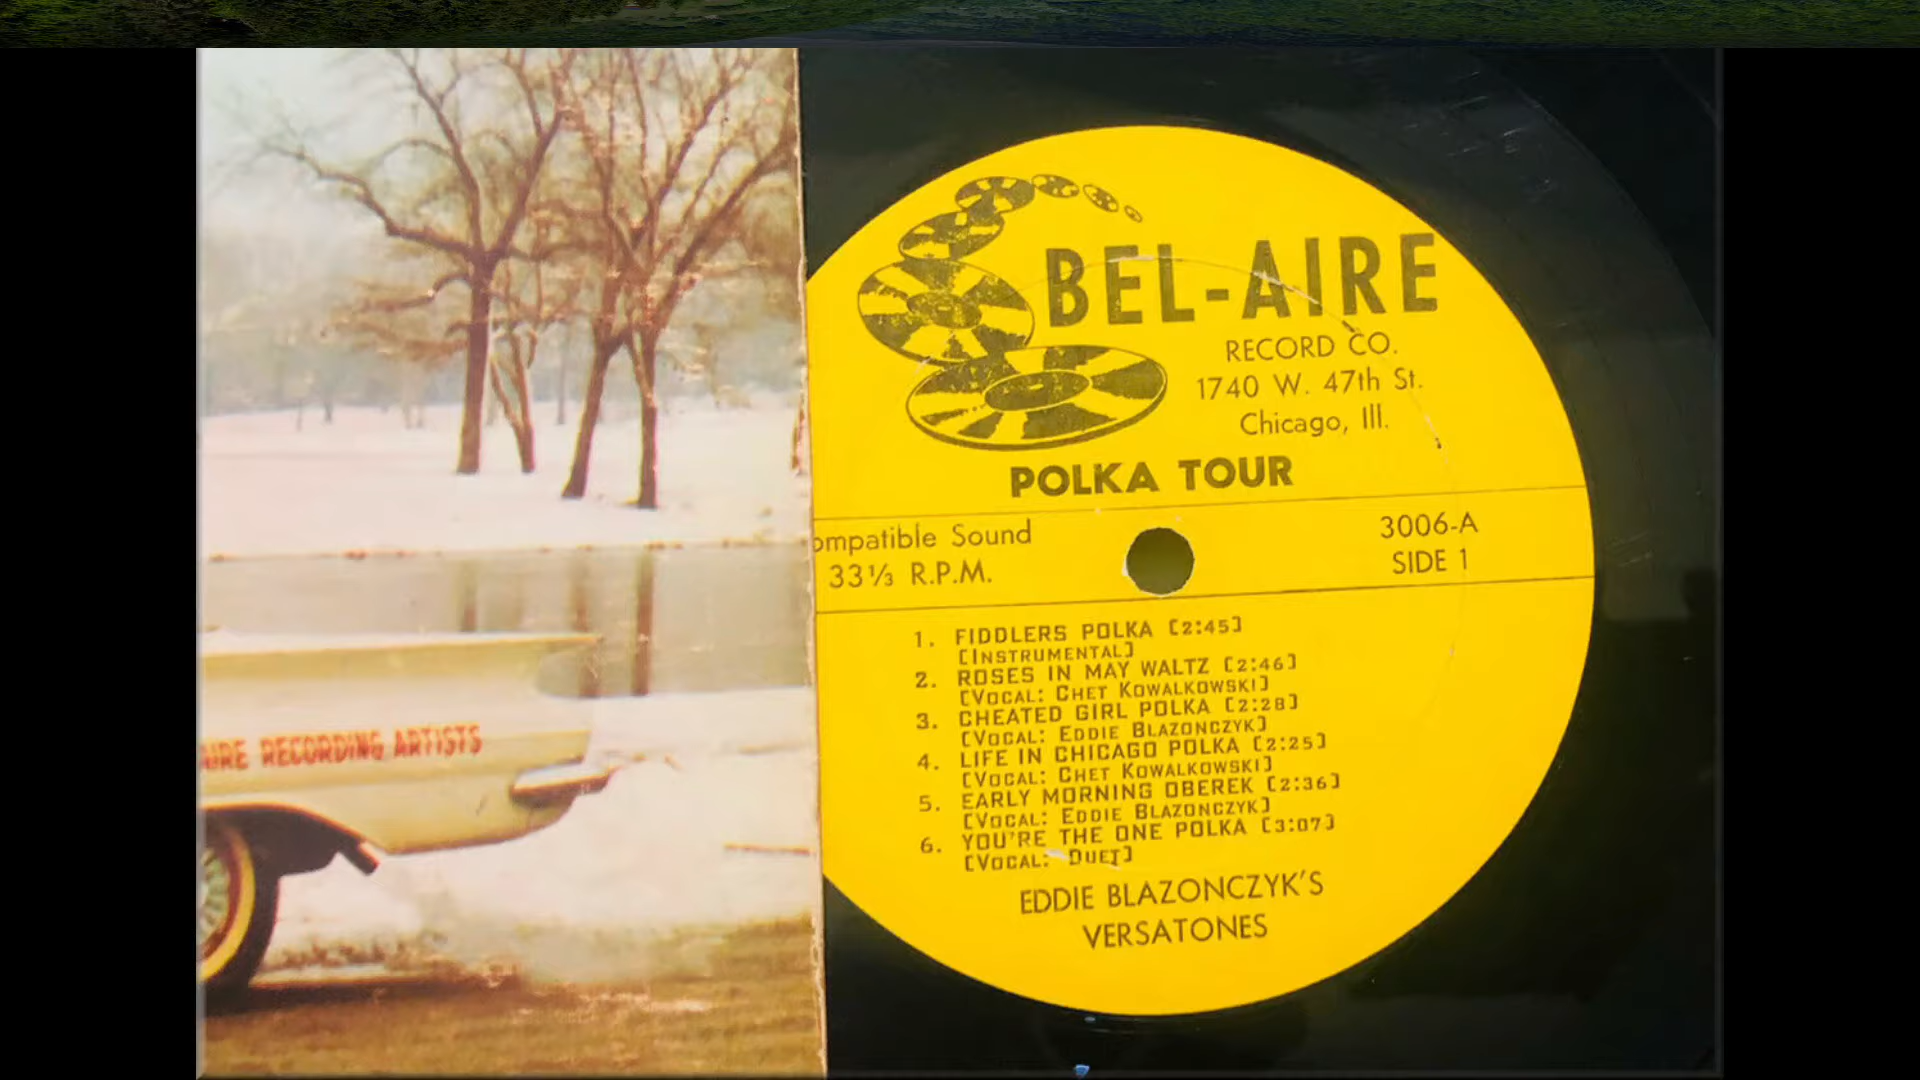 AIRE RECORDING ARTISTS
BEL-AIRE
RECORD CO.
1740 W. 47th St.
Chicago, Ill.
POLKA TOUR
ompatible Sound
33⅓ R.P.M.
3006-A
SIDE 1
1. FIDDLERS POLKA [2:45]
[INSTRUMENTAL]
2. ROSES IN MAY WALTZ [2:46]
[VOCAL: CHET KOWALKOWSKI]
3. CHEATED GIRL POLKA [2:28]
[VOCAL: EDDIE BLAZONCZYK]
4. LIFE IN CHICAGO POLKA [2:25]
[VOCAL: CHET KOWALKOWSKI]
5. EARLY MORNING OBEREK [2:36]
[VOCAL: EDDIE BLAZONCZYK]
6. YOU'RE THE ONE POLKA [3:07]
[VOCAL: DUET]
EDDIE BLAZONCZYK'S
VERSATONES